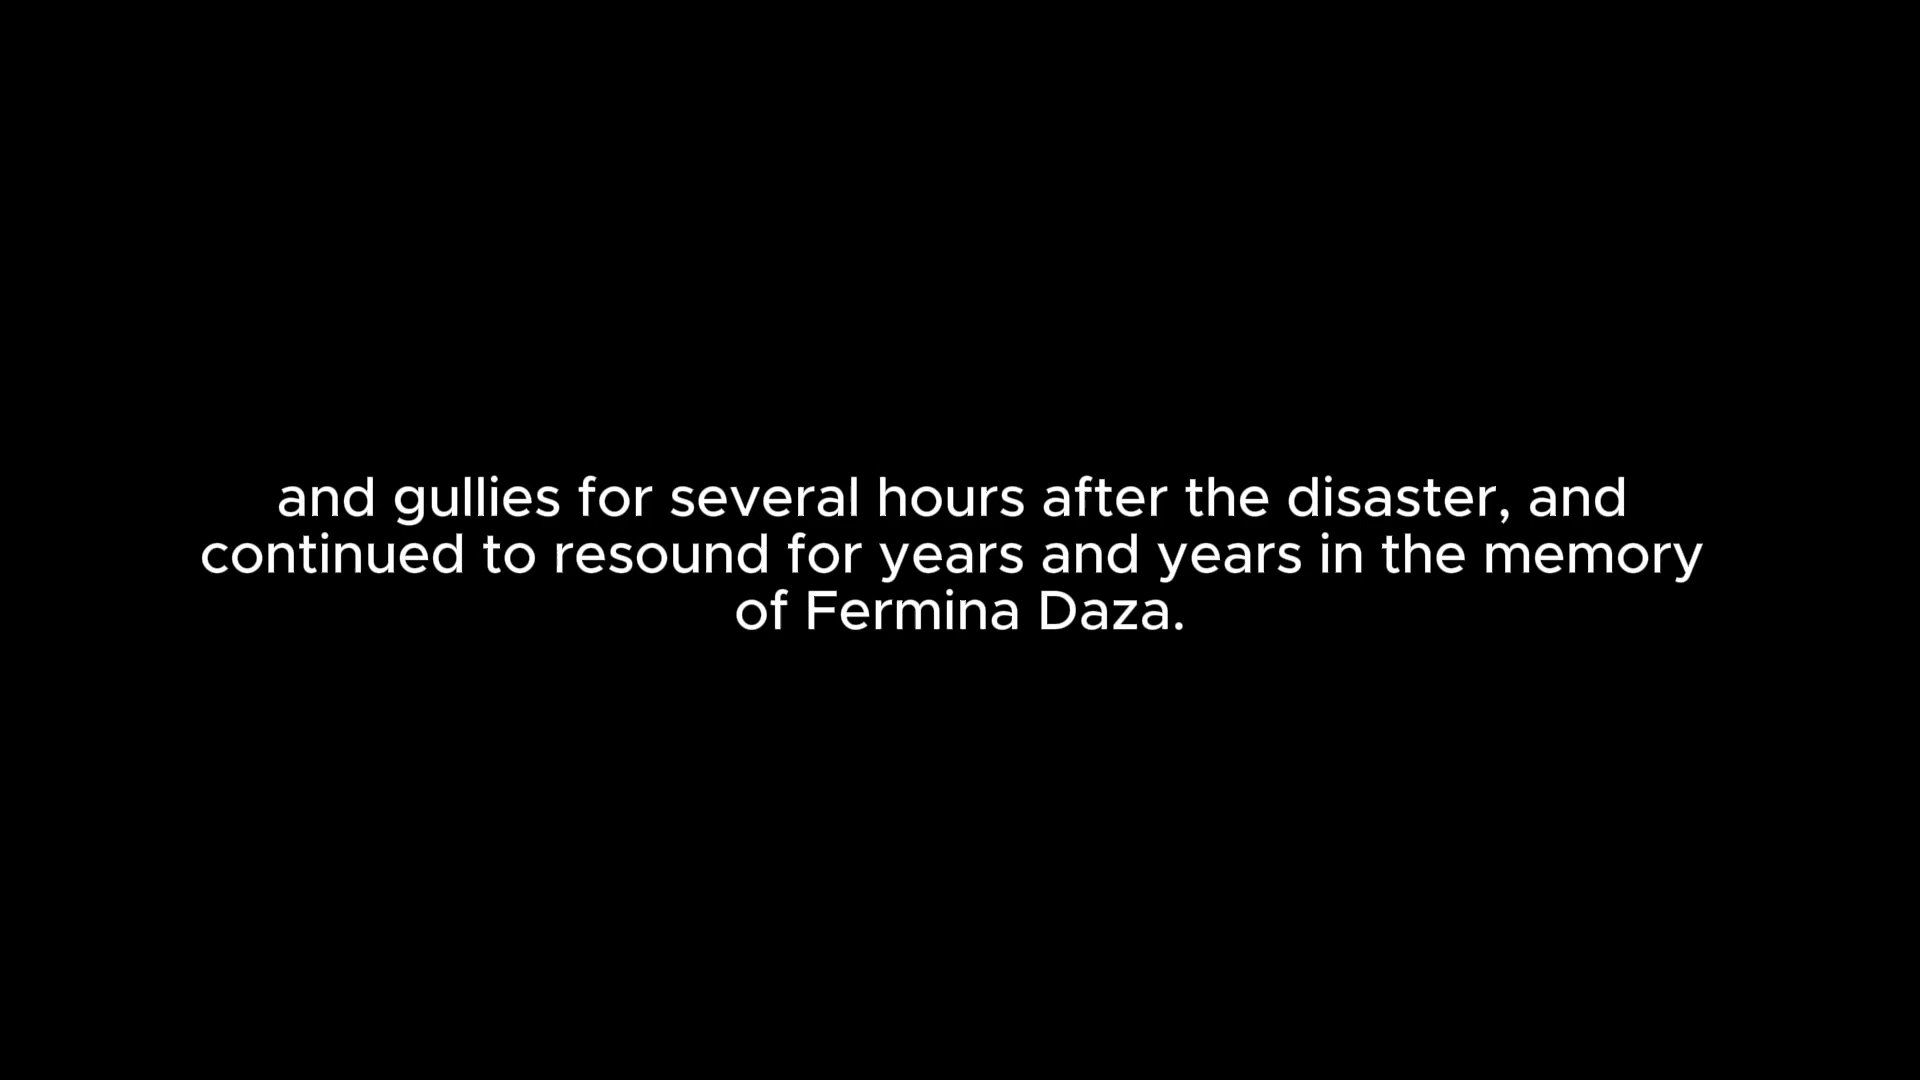 and gullies for several hours after the disaster, and
continued to resound for years and years in the memory
of Fermina Daza.